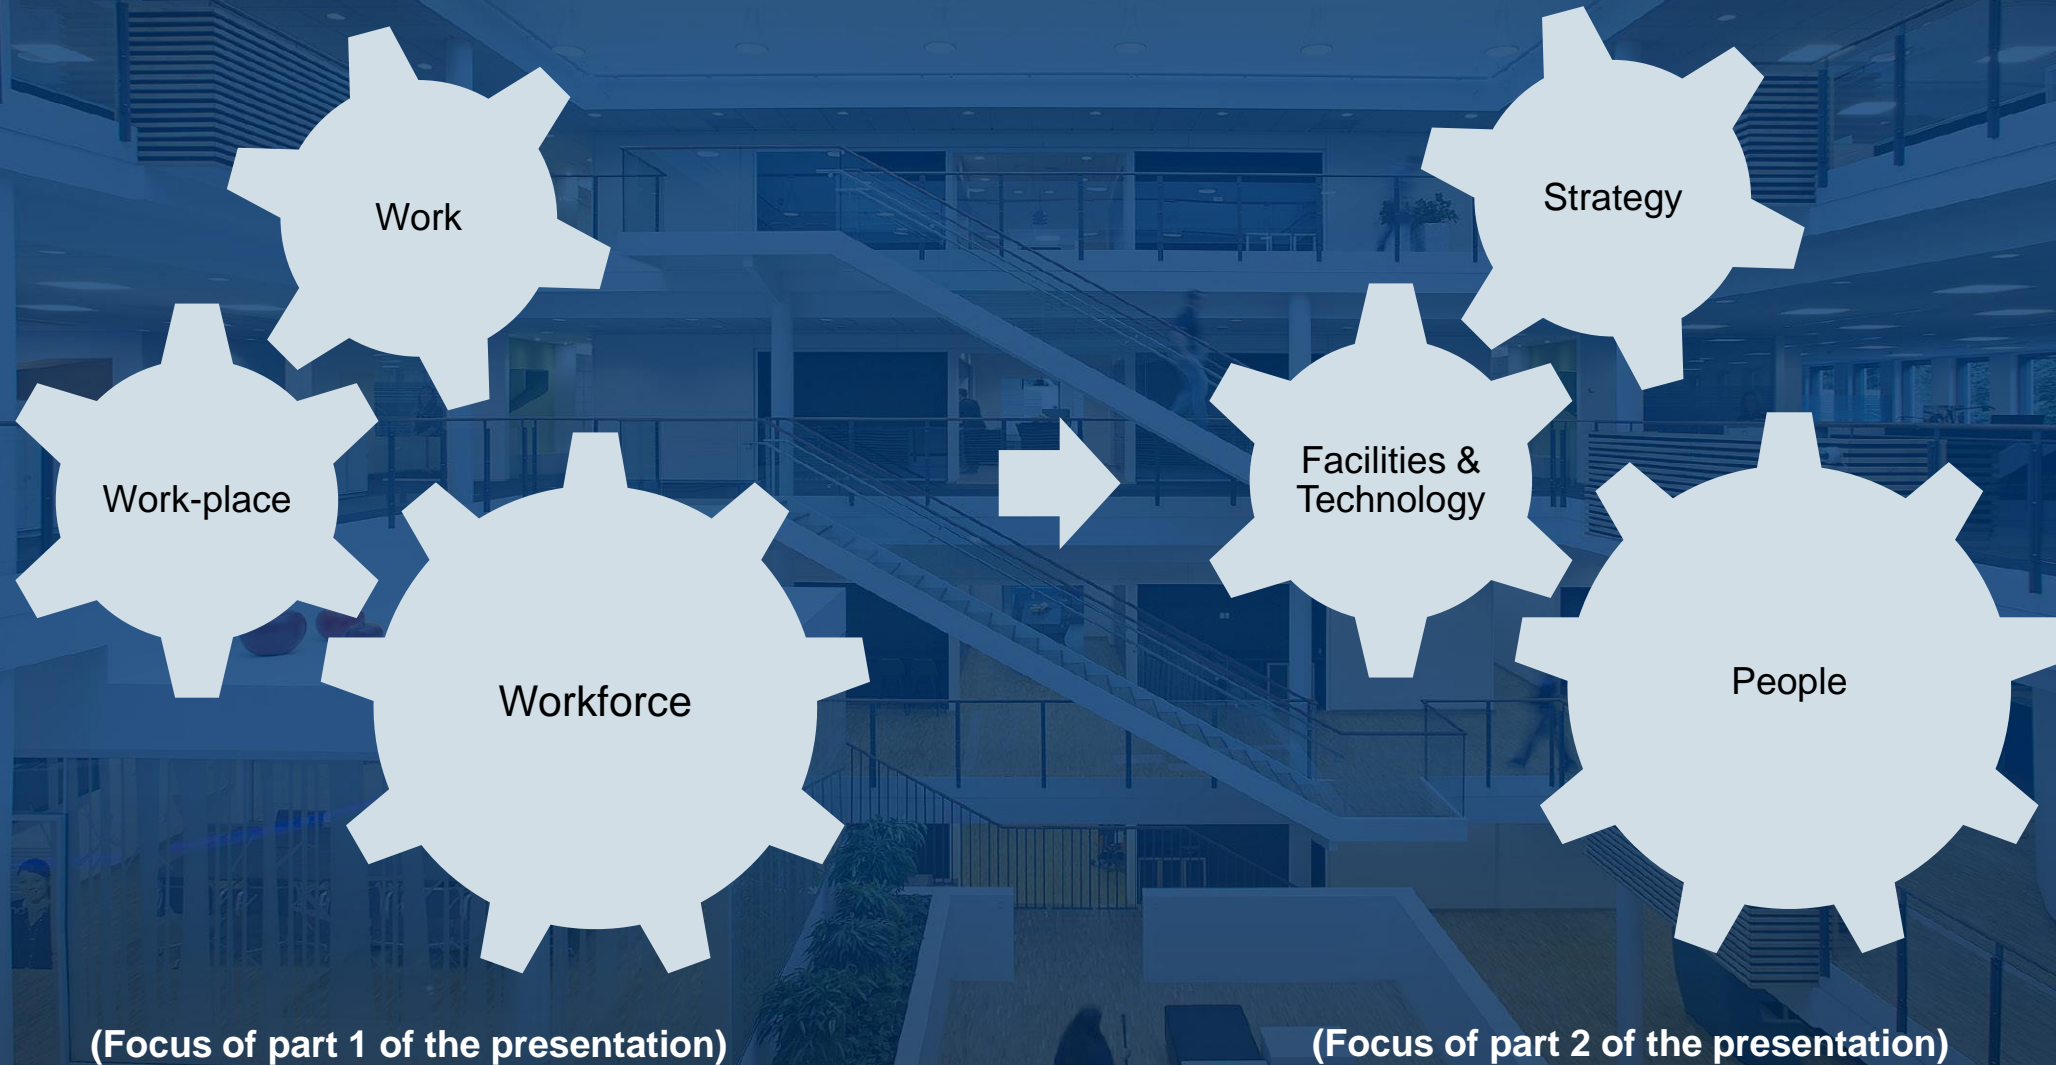 Work
Work-place
Workforce
(Focus of part 1 of the presentation)
Strategy
Facilities &
Technology
People
(Focus of part 2 of the presentation)